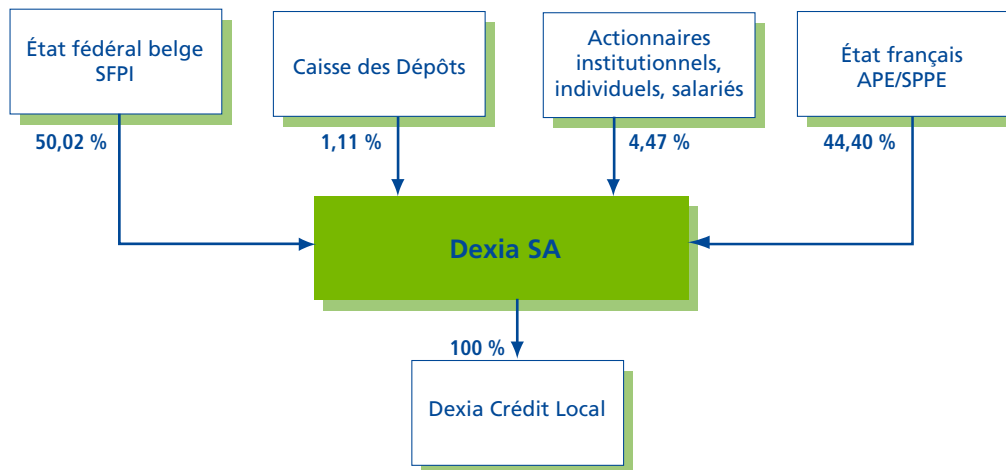 État fédéral belge
SFPI
Caisse des Dépôts
Actionnaires
institutionnels,
individuels, salariés
État français
APE/SPPE
50,02 %
1,11 %
4,47 %
44,40 %
Dexia SA
100 %
Dexia Crédit Local